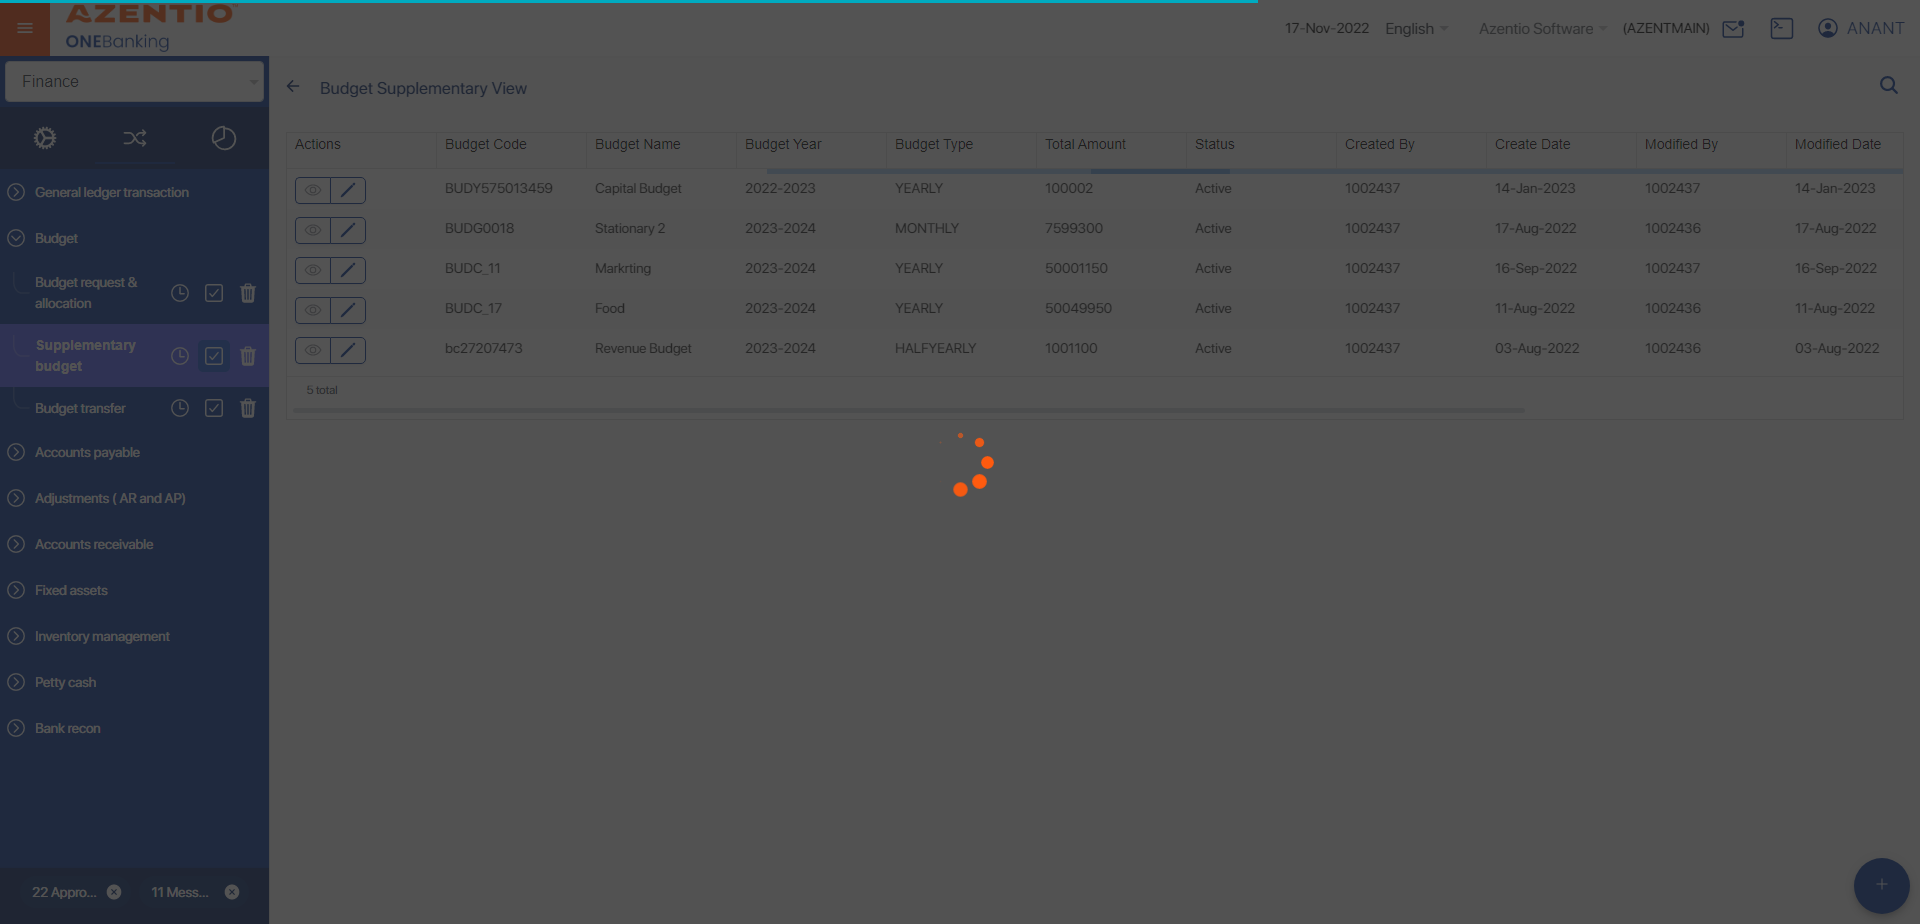 AZENTIO
ONEBanking
17-Nov-2022 English Azentio Software (AZENTMAIN) ANANT
Finance
Budget Supplementary View
General ledger transaction
Budget
Budget request &
allocation
Supplementary
budget
Budget transfer
Accounts payable
Adjustments ( AR and AP)
Accounts receivable
Fixed assets
Inventory management
Petty cash
Bank recon
22 Appro...
11 Mess...
Actions Budget Code Budget Name Budget Year Budget Type Total Amount Status Created By Create Date Modified By Modified Date
BUDY575013459 Capital Budget 2022-2023 YEARLY 100002 Active 1002437 14-Jan-2023 1002437 14-Jan-2023
BUDG0018 Stationary 2 2023-2024 MONTHLY 7599300 Active 1002437 17-Aug-2022 1002436 17-Aug-2022
BUDC_11 Markrting 2023-2024 YEARLY 50001150 Active 1002437 16-Sep-2022 1002437 16-Sep-2022
BUDC_17 Food 2023-2024 YEARLY 50049950 Active 1002437 11-Aug-2022 1002436 11-Aug-2022
bc27207473 Revenue Budget 2023-2024 HALFYEARLY 1001100 Active 1002437 03-Aug-2022 1002436 03-Aug-2022
5 total